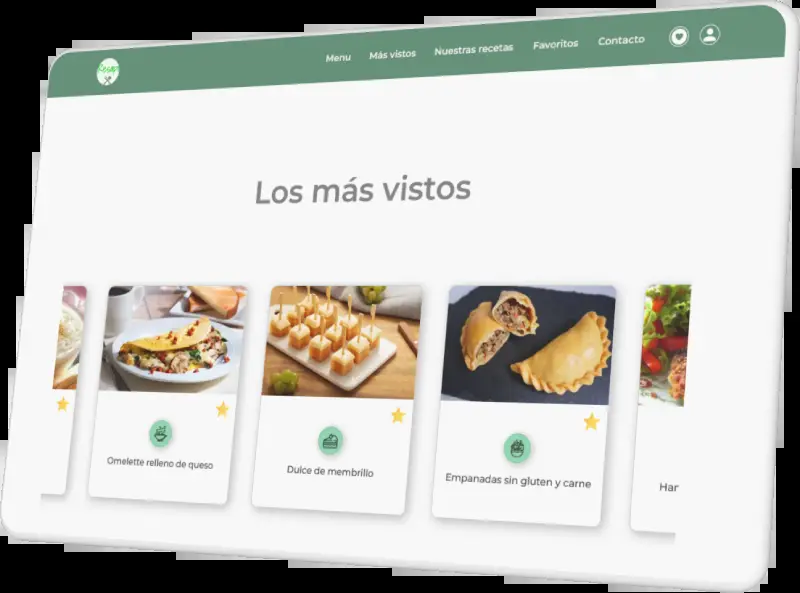 Menu
Más vistos
Nuestras recetas
Favoritos
Contacto
Los más vistos
Omelette relleno de queso
Dulce de membrillo
Empanadas sin gluten y carne
Har